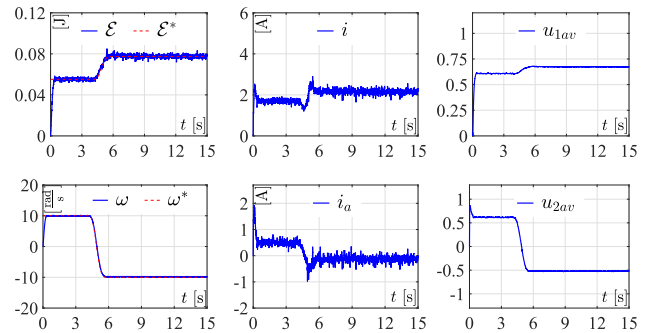 [J] ℰ ℰ*
0.12
0.08
0.04
0
0 3 6 9 12 15
t [s]
[A] i
6
4
2
0
0 3 6 9 12 15
t [s]
u1av
1
0.75
0.5
0.25
0
0 3 6 9 12 15
t [s]
[rad/s] ω ω*
20
10
0
-10
-20
0 3 6 9 12 15
t [s]
[A] ia
2
1
0
-1
-2
0 3 6 9 12 15
t [s]
u2av
1
0.5
0
-0.5
-1
0 3 6 9 12 15
t [s]